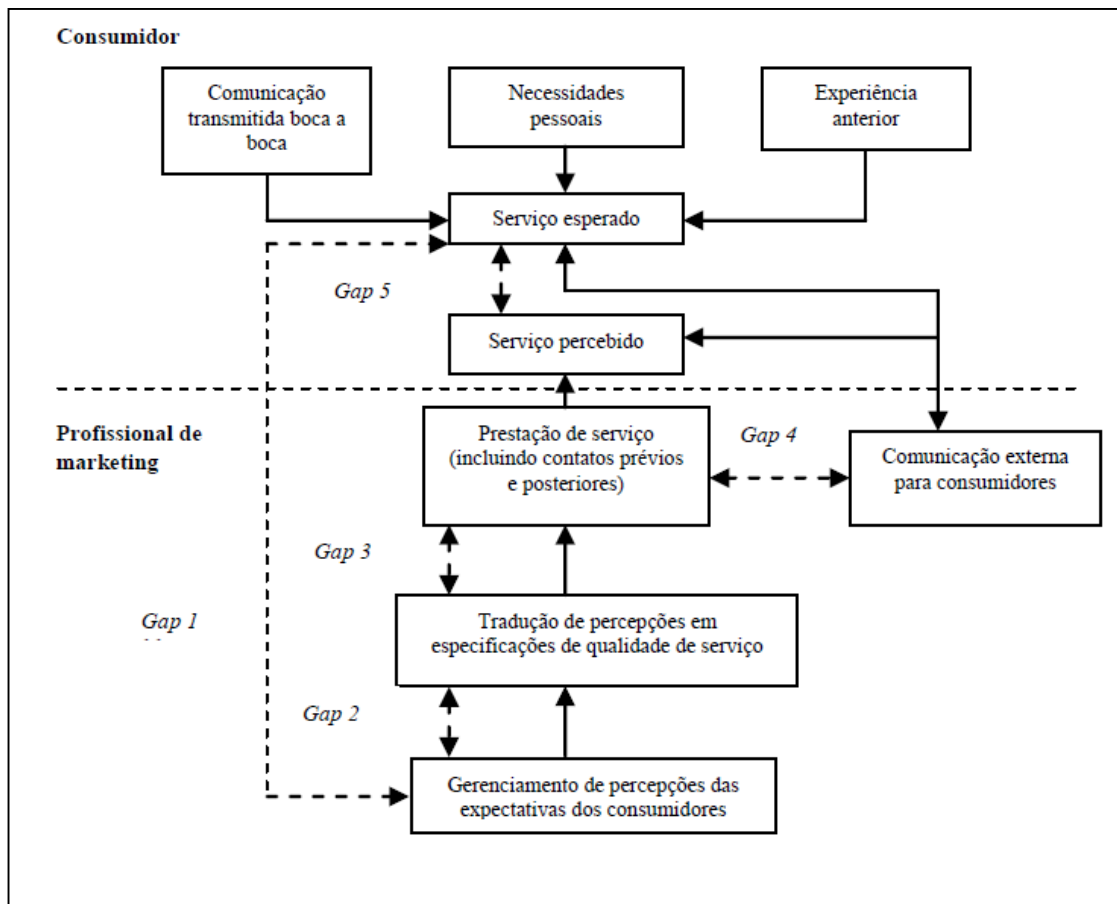 Consumidor
Comunicação
transmitida boca a
boca
Necessidades
pessoais
Experiência
anterior
Serviço esperado
Gap 5
Serviço percebido
Profissional de
marketing
Prestação de serviço
(incluindo contatos prévios
e posteriores)
Gap 4
Comunicação externa
para consumidores
Gap 3
Gap 1
Tradução de percepções em
especificações de qualidade de serviço
Gap 2
Gerenciamento de percepções das
expectativas dos consumidores